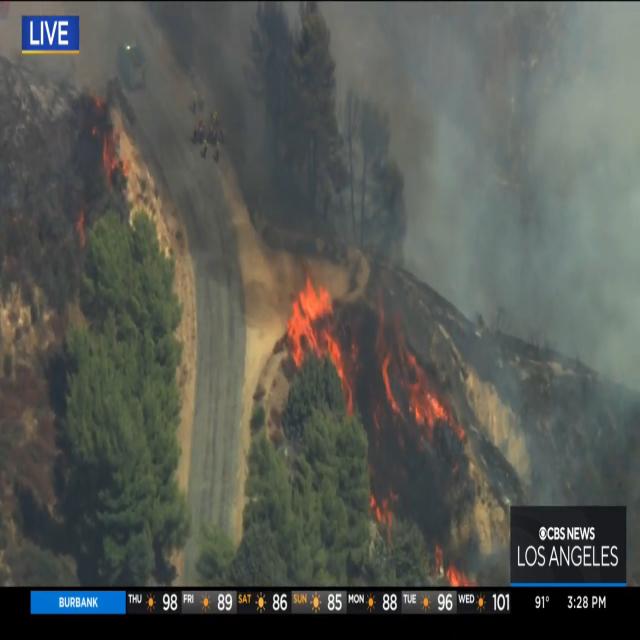 LIVE
CBS NEWS
LOS ANGELES
BURBANK THU 98 FRI 89 SAT 86 SUN 85 MON 88 TUE 96 WED 101 91° 3:28 PM